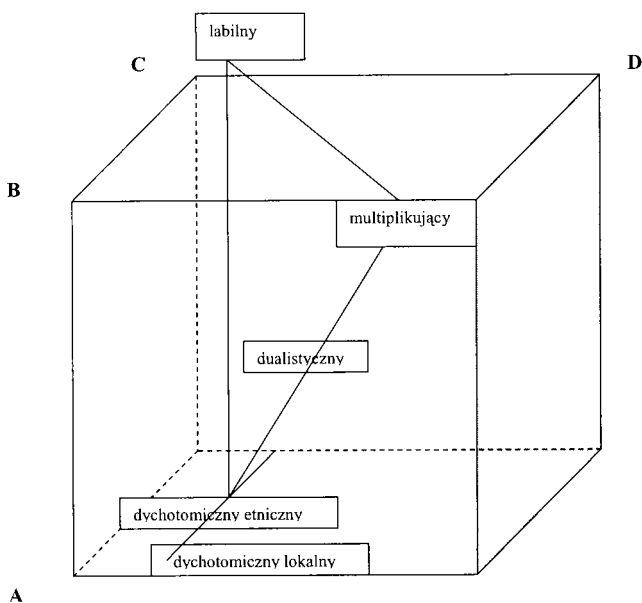 labilny
C
D
B
multiplikujący
dualistyczny
dychotomiczny etniczny
dychotomiczny lokalny
A